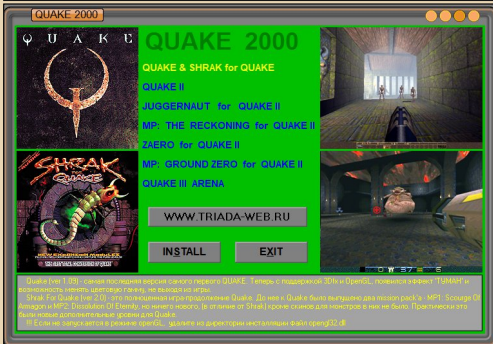 QUAKE 2000
QUAKE
QUAKE 2000
QUAKE & SHRAK for QUAKE
QUAKE II
JUGGERNAUT for QUAKE II
MP: THE RECKONING for QUAKE II
ZAERO for QUAKE II
MP: GROUND ZERO for QUAKE II
QUAKE III ARENA
SHRAK
FOR
QUAKE
WWW.TRIADA-WEB.RU
INSTALL
EXIT
Quake (ver 1.09) - самая последняя версия самого первого QUAKE. Теперь с поддержкой 3Dfx и OpenGL, появился эффект "ТУМАН" и
возможность менять цветовую панну, не выходя из игры.
Shrak For Quake (ver 2.0) - это полноценная игра-продолжение Quake. До нее к Quake было выпущено два mission pack'a - MP1: Scourge Of
Armagon и MP2: Dissolution Of Eternity, но ничего нового, (в отличие от Shrak) кроме скинов для монстров в них не было. Практически это
были новые дополнительные уровни для Quake.
!!! Если не запускается в режиме openGL, удалите из директории инсталляции файл opengl32.dll